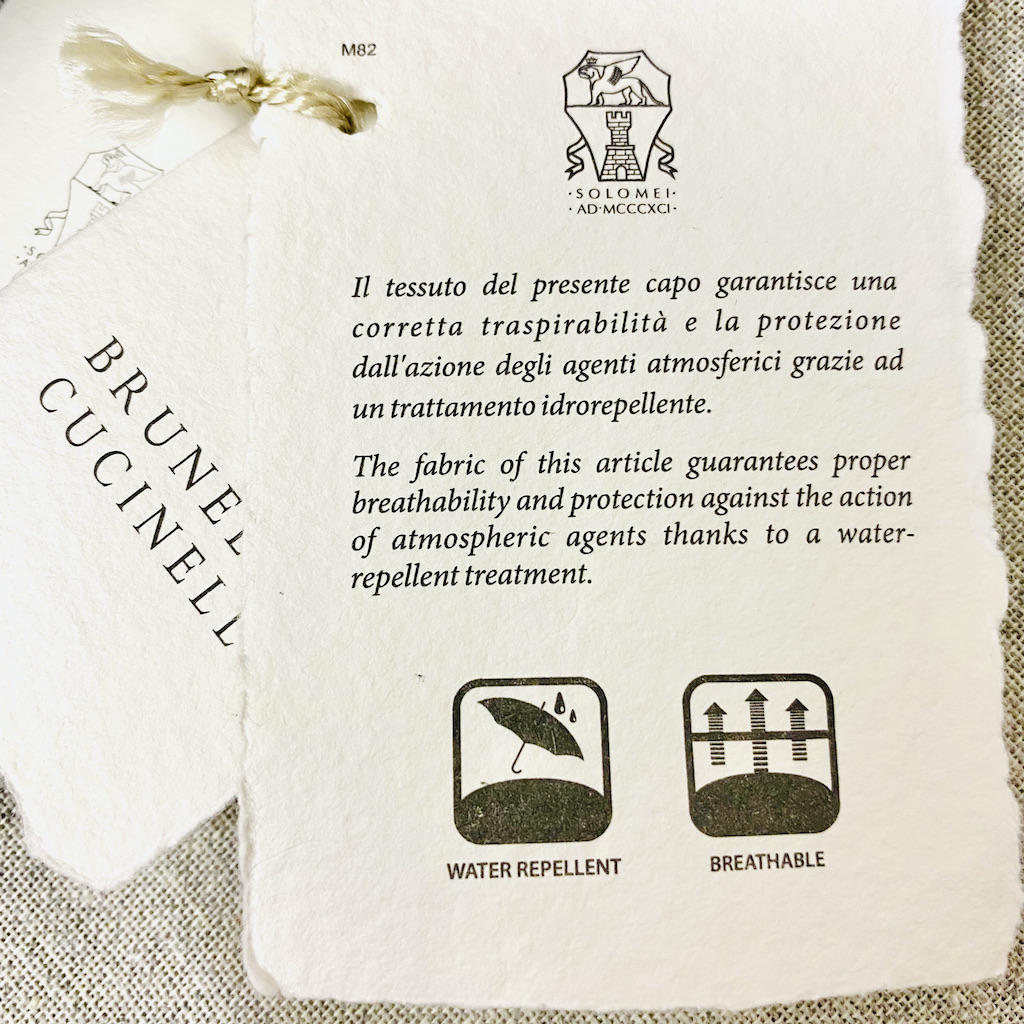 M82
·SOLOMEI·
·AD·MCCCXCI·
Il tessuto del presente capo garantisce una
corretta traspirabilità e la protezione
dall'azione degli agenti atmosferici grazie ad
un trattamento idrorepellente.
The fabric of this article guarantees proper
breathability and protection against the action
of atmospheric agents thanks to a water-
repellent treatment.
WATER REPELLENT
BREATHABLE
BRUNEL
CUCINELL